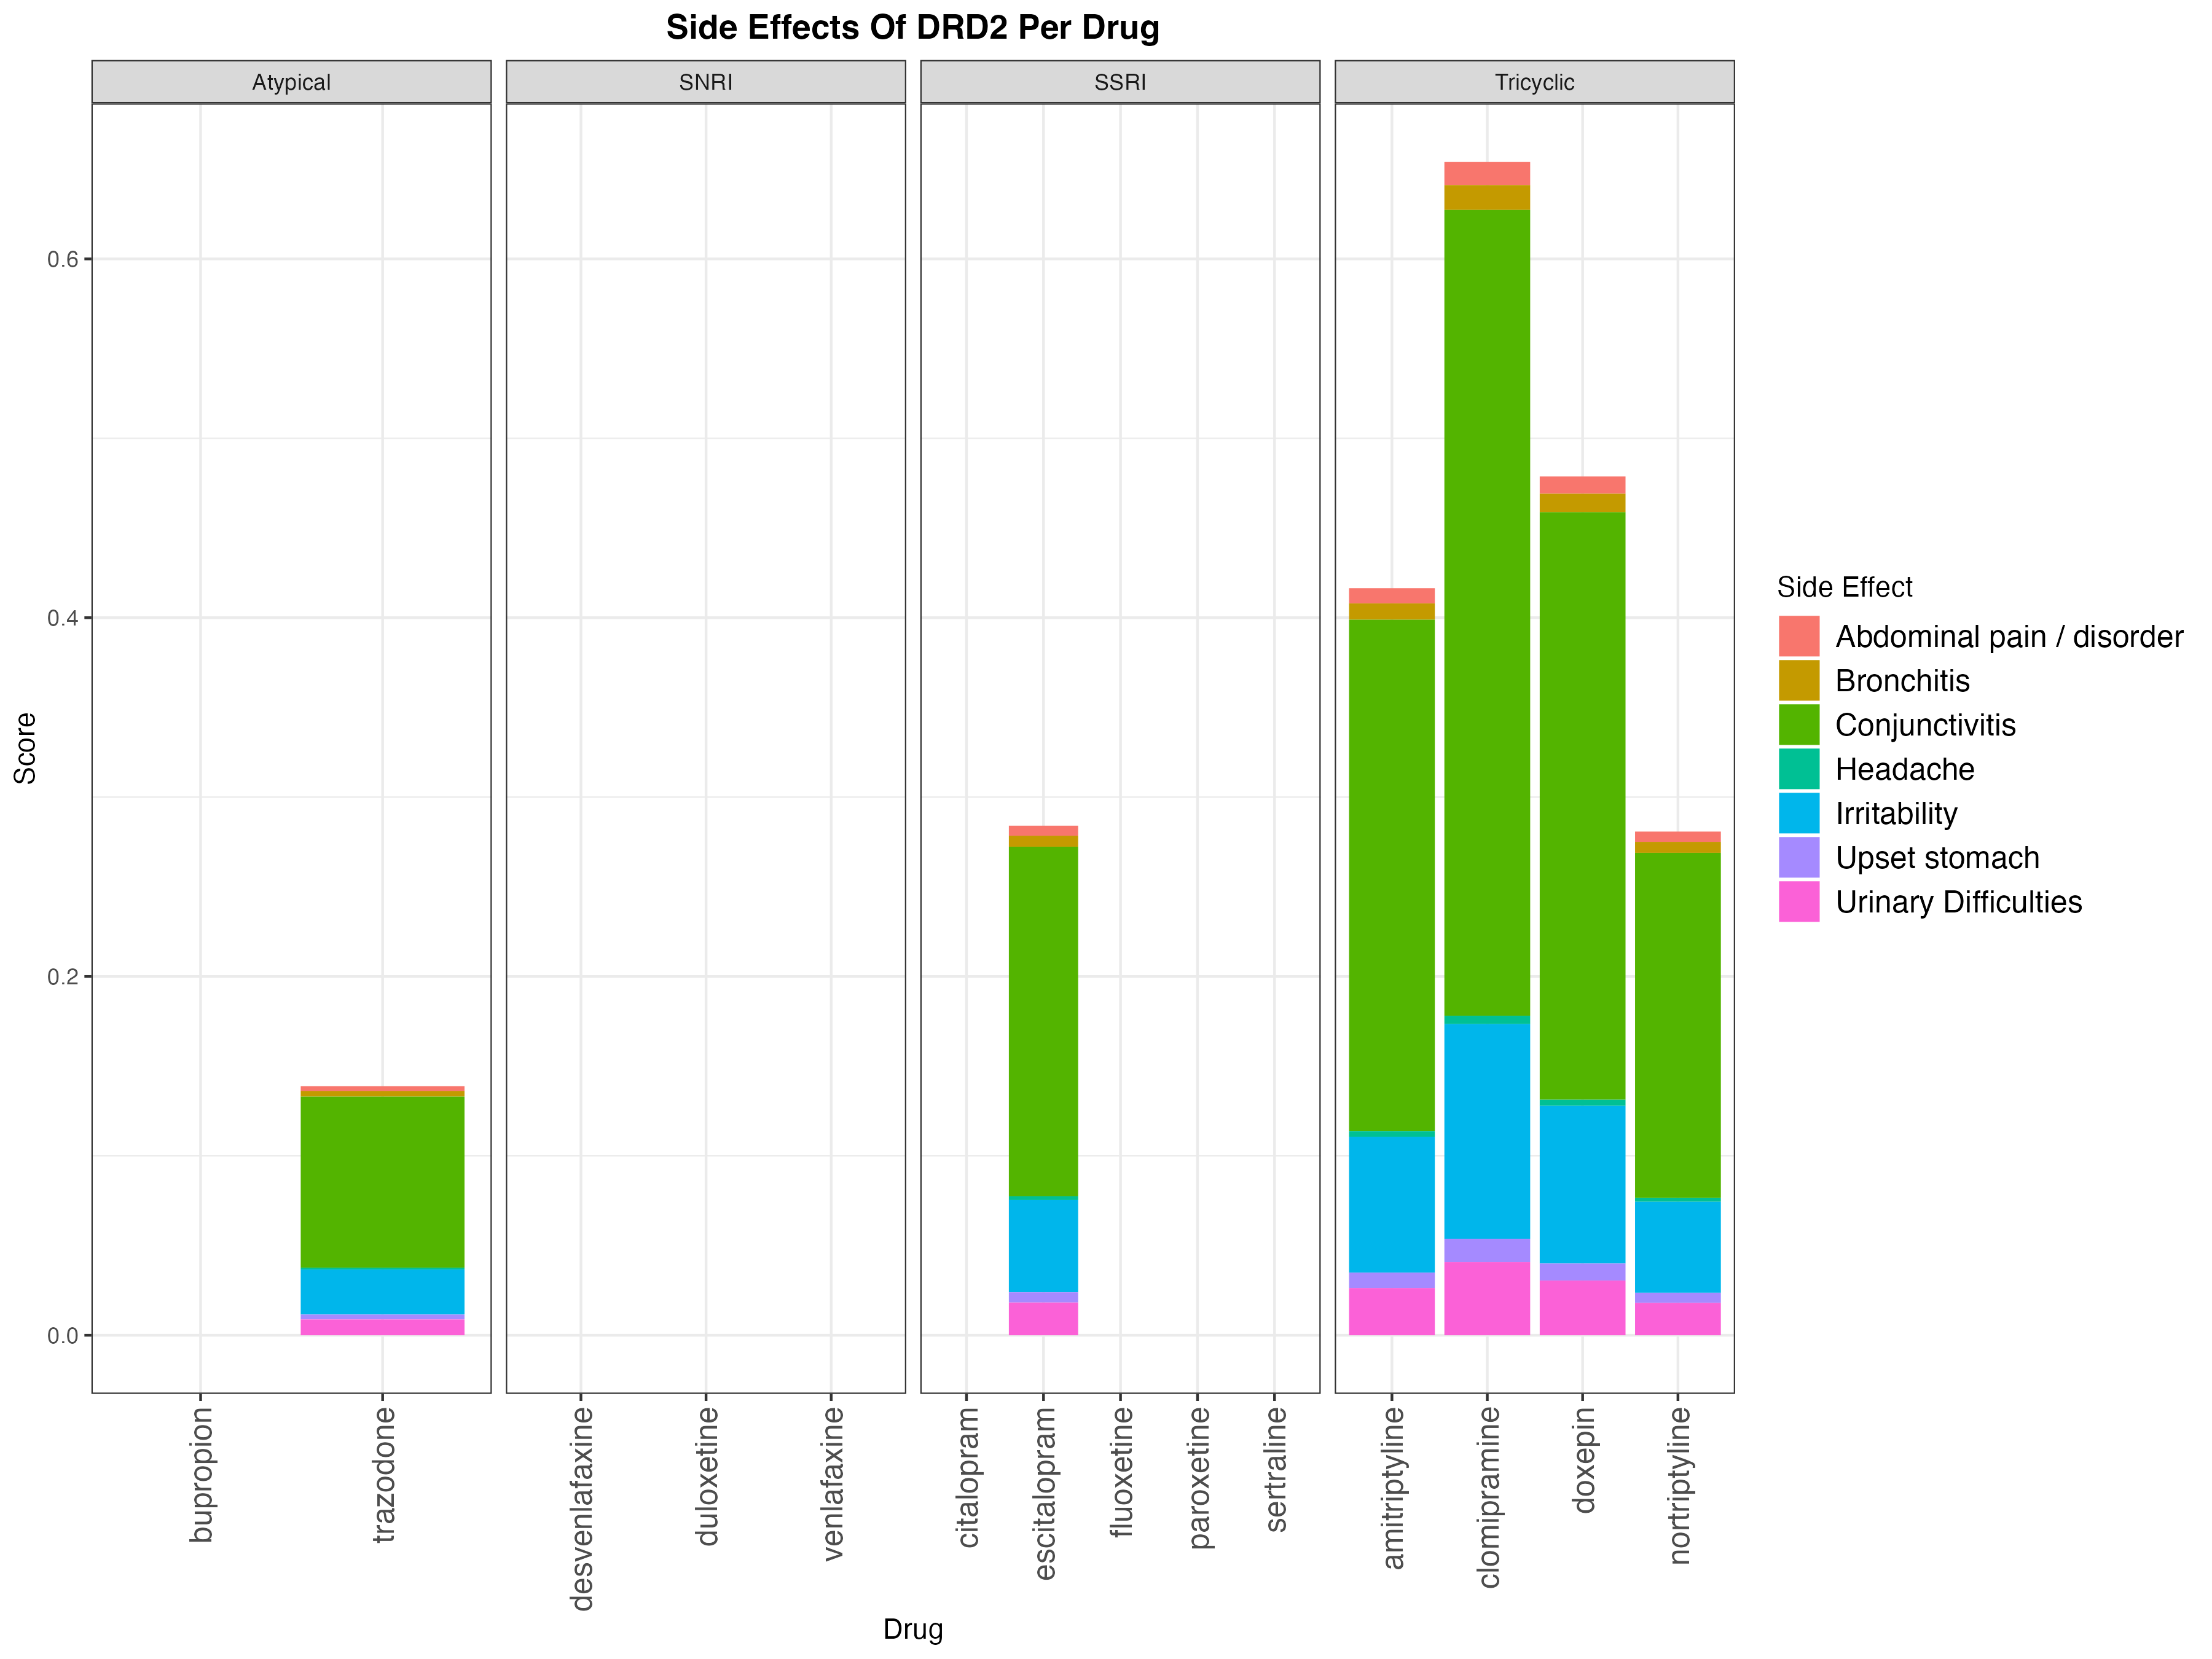 Side Effects Of DRD2 Per Drug
Atypical
SNRI
SSRI
Tricyclic
Score
0.6
0.4
0.2
0.0
bupropion
trazodone
desvenlafaxine
duloxetine
venlafaxine
citalopram
escitalopram
fluoxetine
paroxetine
sertraline
amitriptyline
clomipramine
doxepin
nortriptyline
Drug
Side Effect
Abdominal pain / disorder
Bronchitis
Conjunctivitis
Headache
Irritability
Upset stomach
Urinary Difficulties